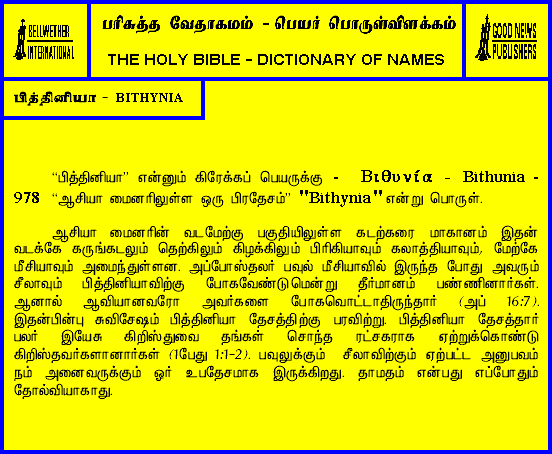 BELLWETHER
INTERNATIONAL
பரிசுத்த வேதாகமம் - பெயர் பொருள்விளக்கம்
THE HOLY BIBLE - DICTIONARY OF NAMES
GOOD NEWS
PUBLISHERS
பித்தினியா - BITHYNIA
“பித்தினியா” என்னும் கிரேக்கப் பெயருக்கு - Βιθυνία - Bithunia -
978 “ஆசியா மைனரிலுள்ள ஒரு பிரதேசம்” "Bithynia" என்று பொருள்.
ஆசியா மைனரின் வடமேற்கு பகுதியிலுள்ள கடற்கரை மாகானம் இதன்
வடக்கே கருங்கடலும் தெற்கிலும் கிழக்கிலும் பிரிகியாவும் கலாத்தியாவும், மேற்கே
மீசியாவும் அமைந்துள்ளன. அப்போஸ்தலர் பவுல் மீசியாவில் இருந்த போது அவரும்
சீலாவும் பித்தினியாவிற்கு போகவேண்டுமென்று தீர்மானம் பண்ணினார்கள்.
ஆனால் ஆவியானவரோ அவர்களை போகவொட்டாதிருந்தார் (அப் 16:7).
இதன்பின்பு சுவிசேஷம் பித்தினியா தேசத்திற்கு பரவிற்று. பித்தினியா தேசத்தார்
பலர் இயேசு கிறிஸ்துவை தங்கள் சொந்த ரட்சகராக ஏற்றுக்கொண்டு
கிறிஸ்தவர்களானார்கள் (1பேது 1:1-2). பவுலுக்கும் சீலாவிற்கும் ஏற்பட்ட அனுபவம்
நம் அனைவருக்கும் ஓர் உபதேசமாக இருக்கிறது. தாமதம் என்பது எப்போதும்
தோல்வியாகாது.